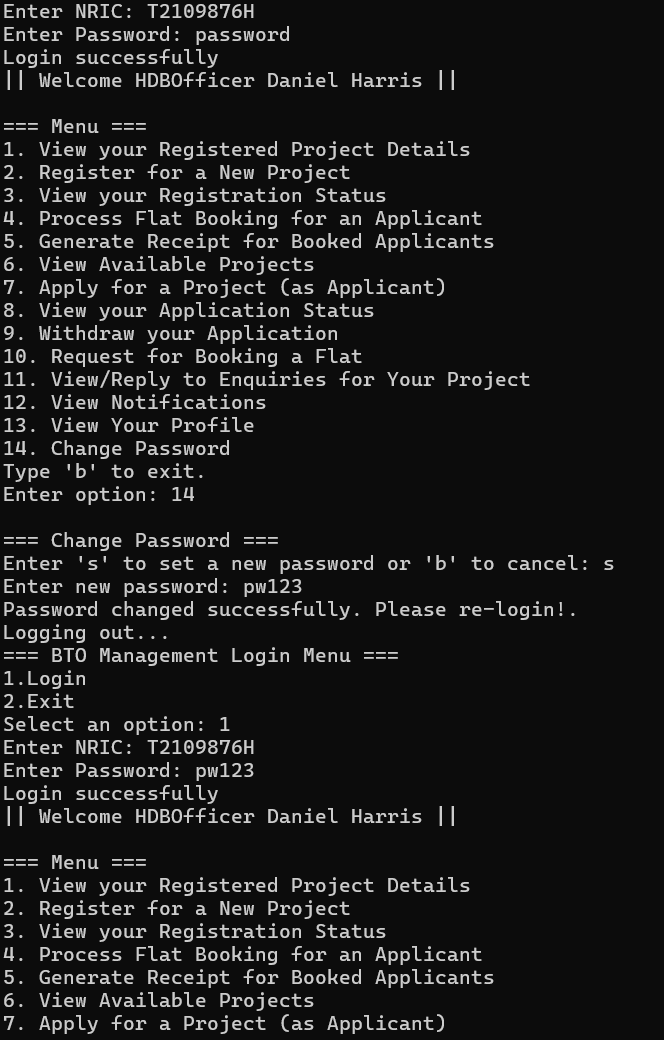 Enter NRIC: T2109876H
Enter Password: password
Login successfully
|| Welcome HDBOfficer Daniel Harris ||
=== Menu ===
1. View your Registered Project Details
2. Register for a New Project
3. View your Registration Status
4. Process Flat Booking for an Applicant
5. Generate Receipt for Booked Applicants
6. View Available Projects
7. Apply for a Project (as Applicant)
8. View your Application Status
9. Withdraw your Application
10. Request for Booking a Flat
11. View/Reply to Enquiries for Your Project
12. View Notifications
13. View Your Profile
14. Change Password
Type 'b' to exit.
Enter option: 14
=== Change Password ===
Enter 's' to set a new password or 'b' to cancel: s
Enter new password: pw123
Password changed successfully. Please re-login!.
Logging out...
=== BTO Management Login Menu ===
1.Login
2.Exit
Select an option: 1
Enter NRIC: T2109876H
Enter Password: pw123
Login successfully
|| Welcome HDBOfficer Daniel Harris ||
=== Menu ===
1. View your Registered Project Details
2. Register for a New Project
3. View your Registration Status
4. Process Flat Booking for an Applicant
5. Generate Receipt for Booked Applicants
6. View Available Projects
7. Apply for a Project (as Applicant)